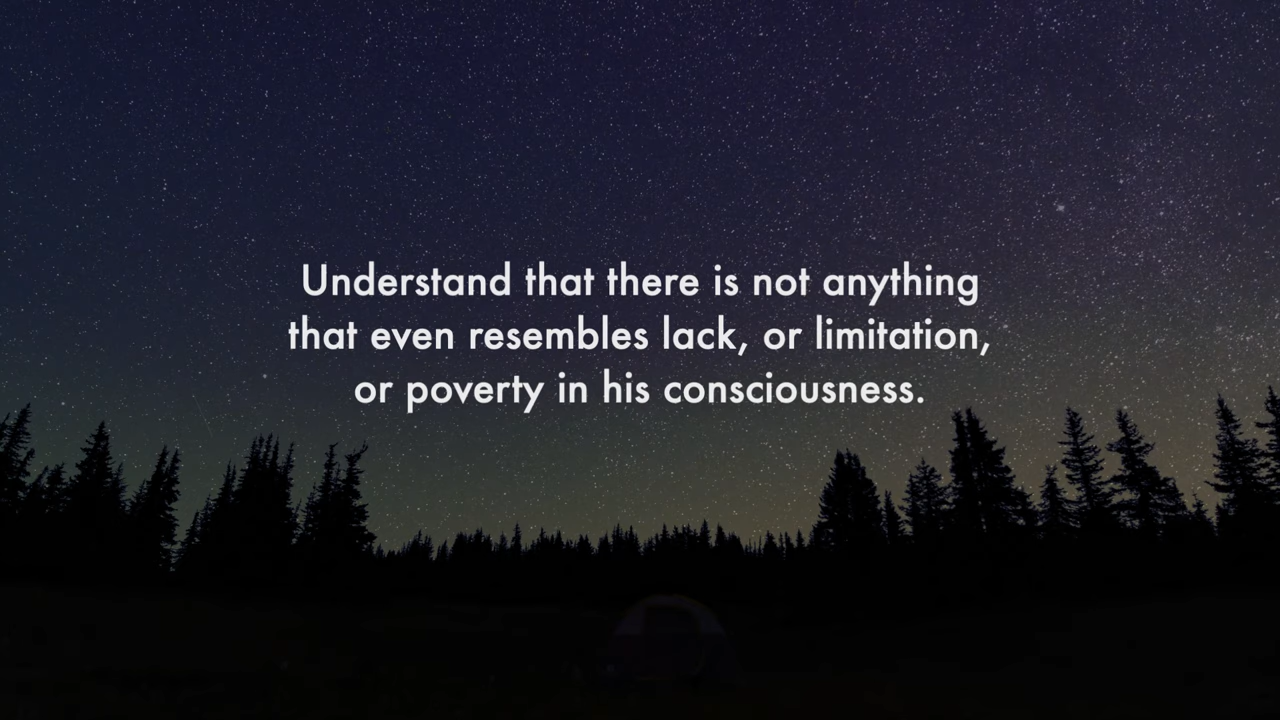 Understand that there is not anything
that even resembles lack, or limitation,
or poverty in his consciousness.